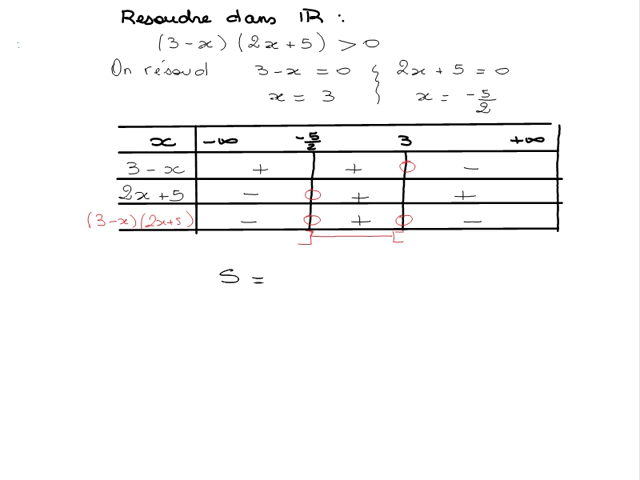 Resoudre dans IR :
(3-x)(2x+5) > 0
On résoud 3-x = 0 { 2x+5 = 0
x = 3 } x = -5/2
x -∞ -5/2 3 +∞
3-x + + 0 -
2x+5 - 0 + +
(3-x)(2x+5) - 0 + 0 -
] [
S =